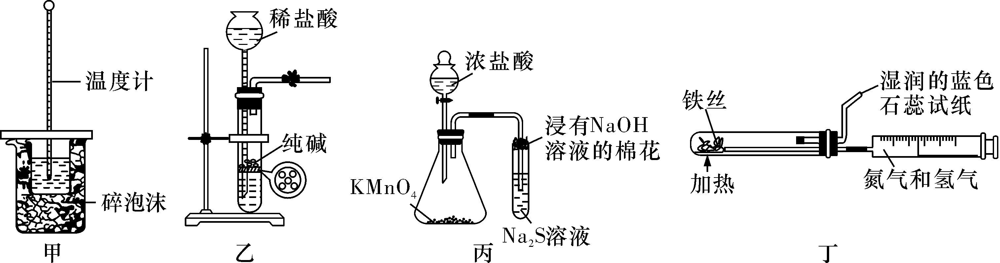 温度计
碎泡沫
甲
稀盐酸
纯碱
乙
浓盐酸
浸有NaOH
溶液的棉花
KMnO₄
Na₂S溶液
丙
铁丝
加热
湿润的蓝色
石蕊试纸
氮气和氢气
丁